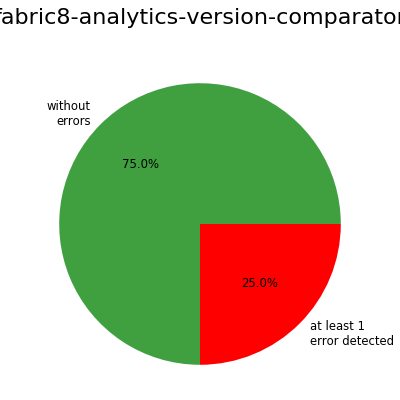 fabric8-analytics-version-comparator
without
errors
75.0%
25.0%
at least 1
error detected